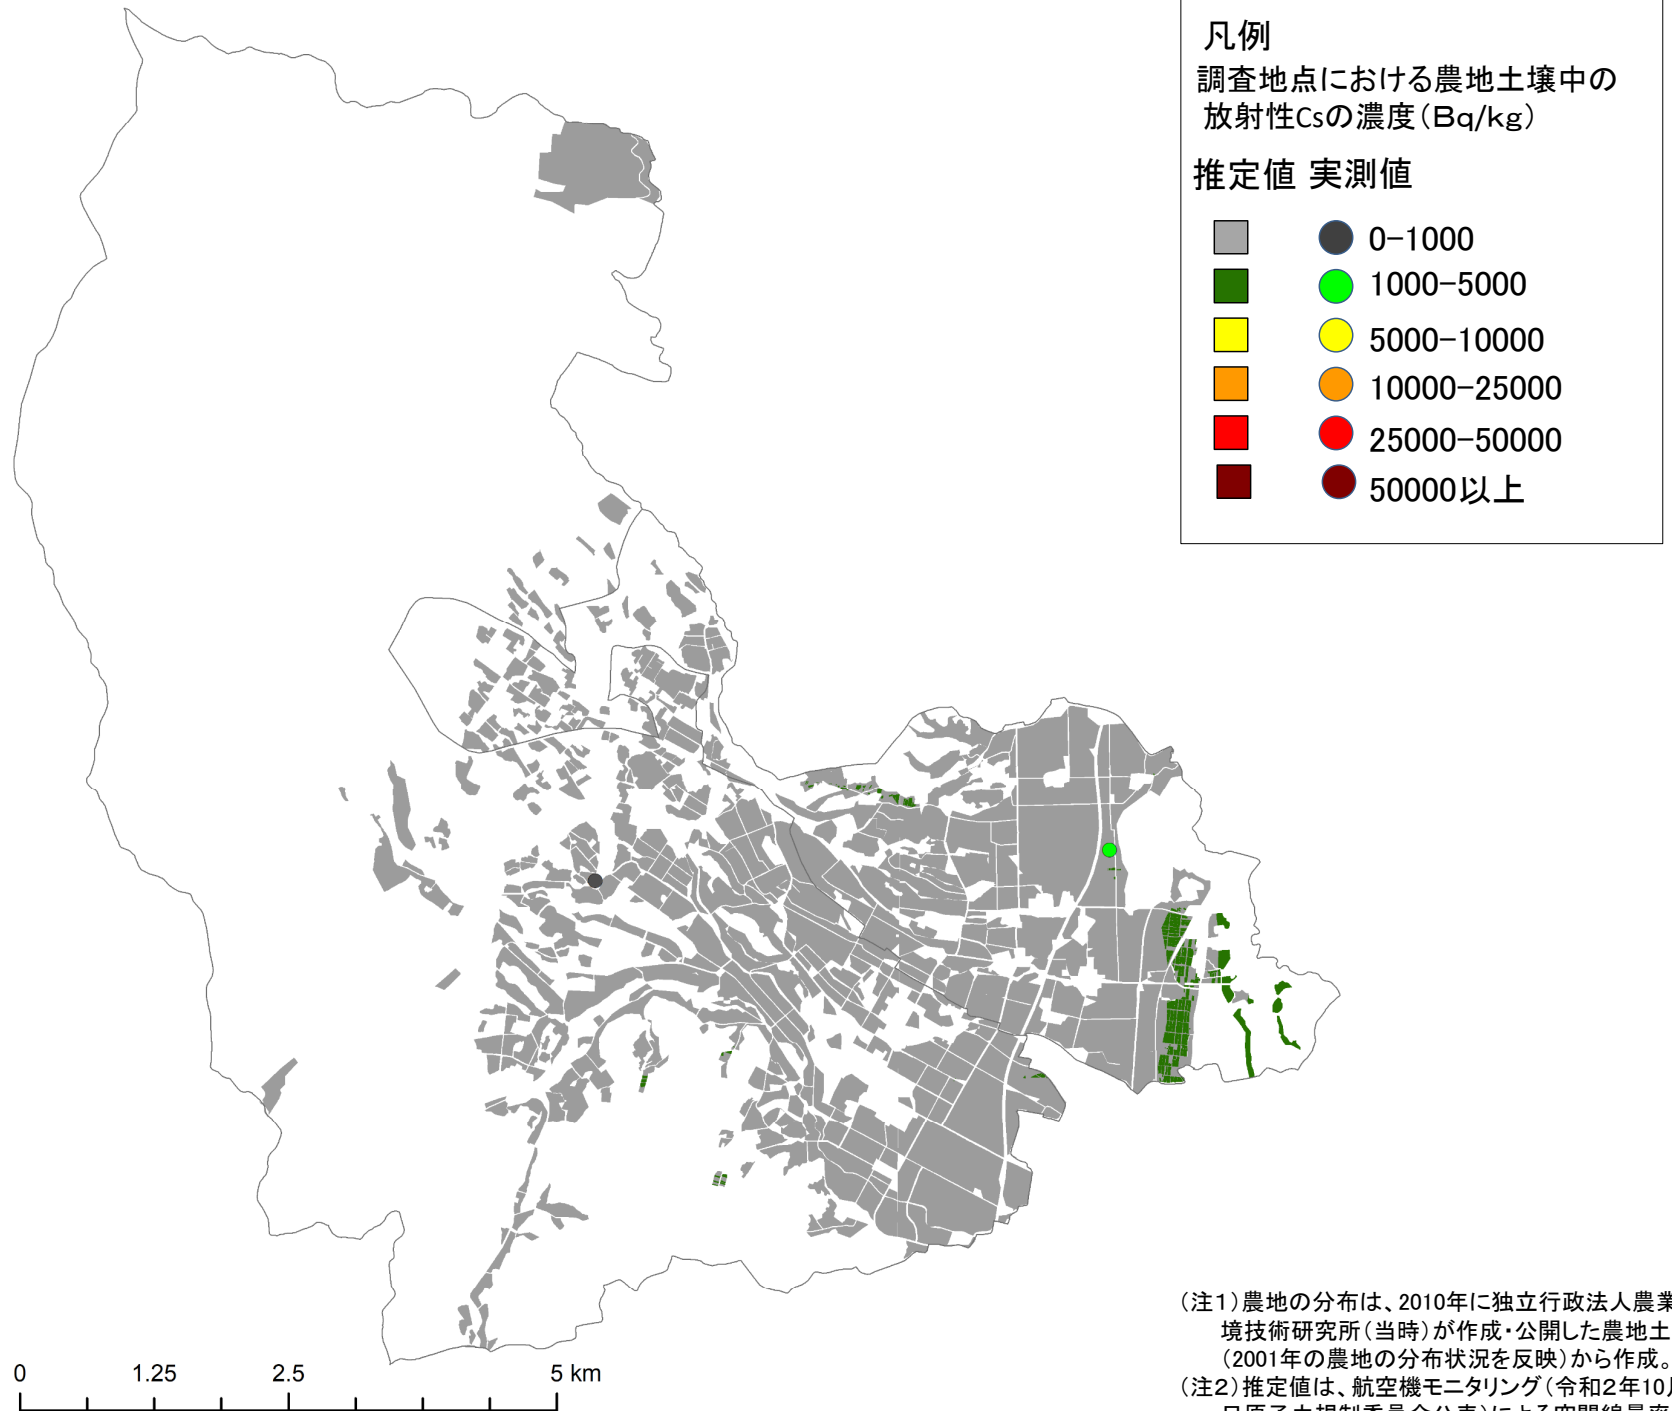 凡例
調査地点における農地土壌中の
放射性Csの濃度(Bq/kg)
推定値 実測値
0-1000
1000-5000
5000-10000
10000-25000
25000-50000
50000以上
(注1)農地の分布は、2010年に独立行政法人農業
境技術研究所(当時)が作成・公開した農地土
(2001年の農地の分布状況を反映)から作成。
(注2)推定値は、航空機モニタリング(令和2年10月
0 1.25 2.5 5 km